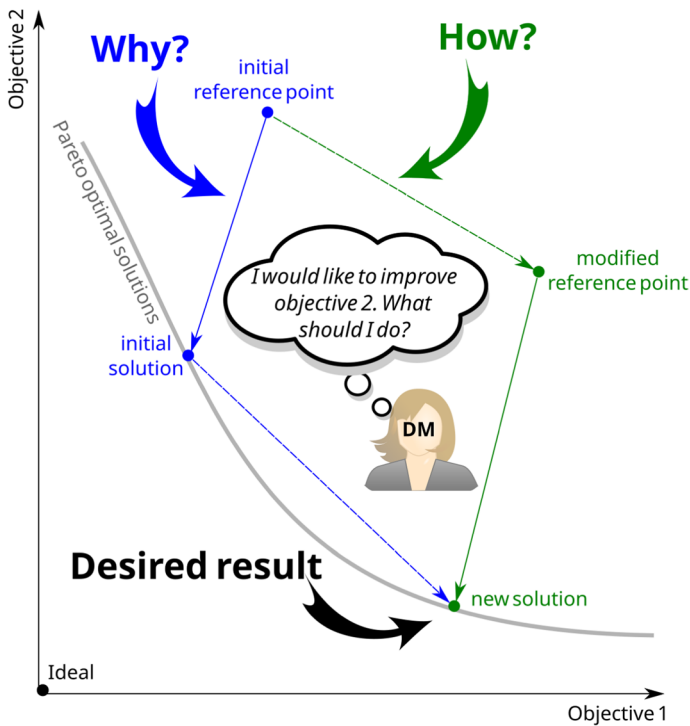 Objective 2
Why?
How?
initial
reference point
Pareto optimal solutions
modified
reference point
I would like to improve
objective 2. What
should I do?
initial
solution
DM
Desired result
new solution
Ideal
Objective 1